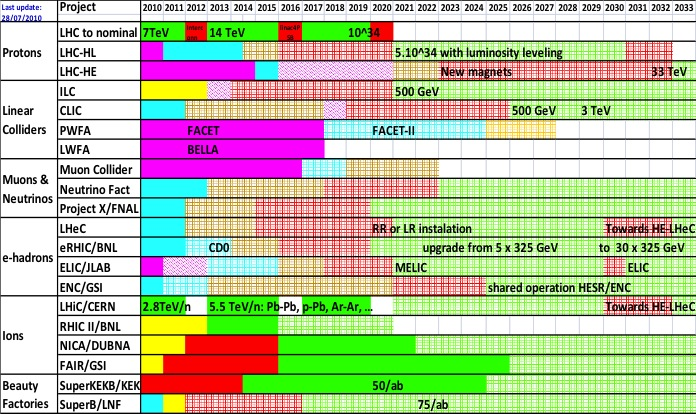 Last update:
28/07/2010
Project 2010 2011 2012 2013 2014 2015 2016 2017 2018 2019 2020 2021 2022 2023 2024 2025 2026 2027 2028 2029 2030 2031 2032 2033
Protons
LHC to nominal 7TeV 14 TeV 10^34
LHC-HL 5.10^34 with luminosity leveling
LHC-HE New magnets 33 TeV
Linear
Colliders
ILC 500 GeV
CLIC 500 GeV 3 TeV
PWFA FACET FACET-II
LWFA BELLA
Muons &
Neutrinos
Muon Collider
Neutrino Fact
Project X/FNAL
e-hadrons
LHeC RR or LR instalation Towards HE-LHeC
eRHIC/BNL CD0 upgrade from 5 x 325 GeV to 30 x 325 GeV
ELIC/JLAB MELIC ELIC
ENC/GSI shared operation HESR/ENC
Ions
LHiC/CERN 2.8TeV/n 5.5 TeV/n: Pb-Pb, p-Pb, Ar-Ar, ... Towards HE-LHeC
RHIC II/BNL
NICA/DUBNA
FAIR/GSI
Beauty
Factories
SuperKEKB/KEK 50/ab
SuperB/LNF 75/ab